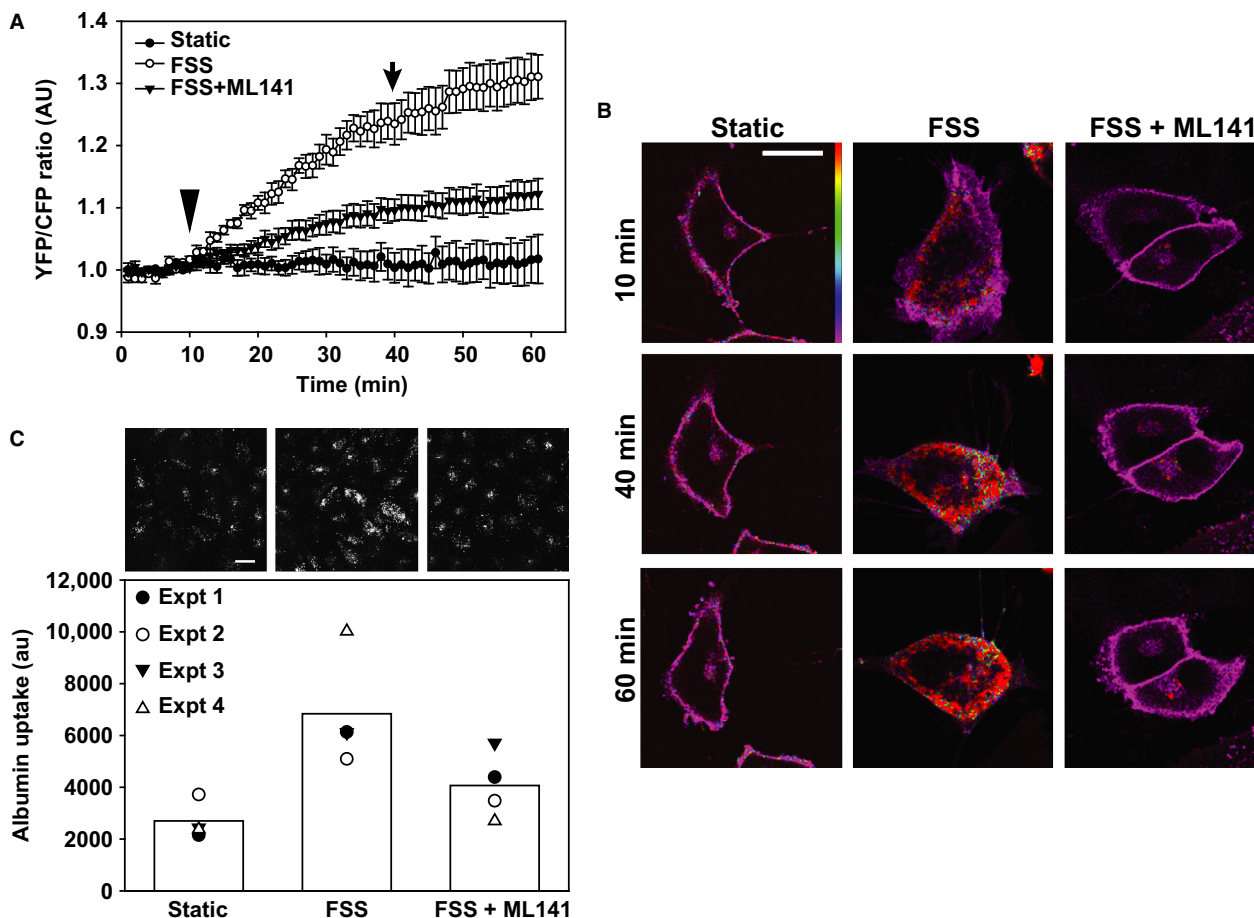 A
Static
FSS
FSS+ML141
1.4
1.3
1.2
1.1
1.0
0.9
YFP/CFP ratio (AU)
0 10 20 30 40 50 60
Time (min)
B
Static FSS FSS + ML141
10 min
40 min
60 min
C
12,000
10,000
8000
6000
4000
2000
0
Albumin uptake (au)
Expt 1
Expt 2
Expt 3
Expt 4
Static FSS FSS + ML141